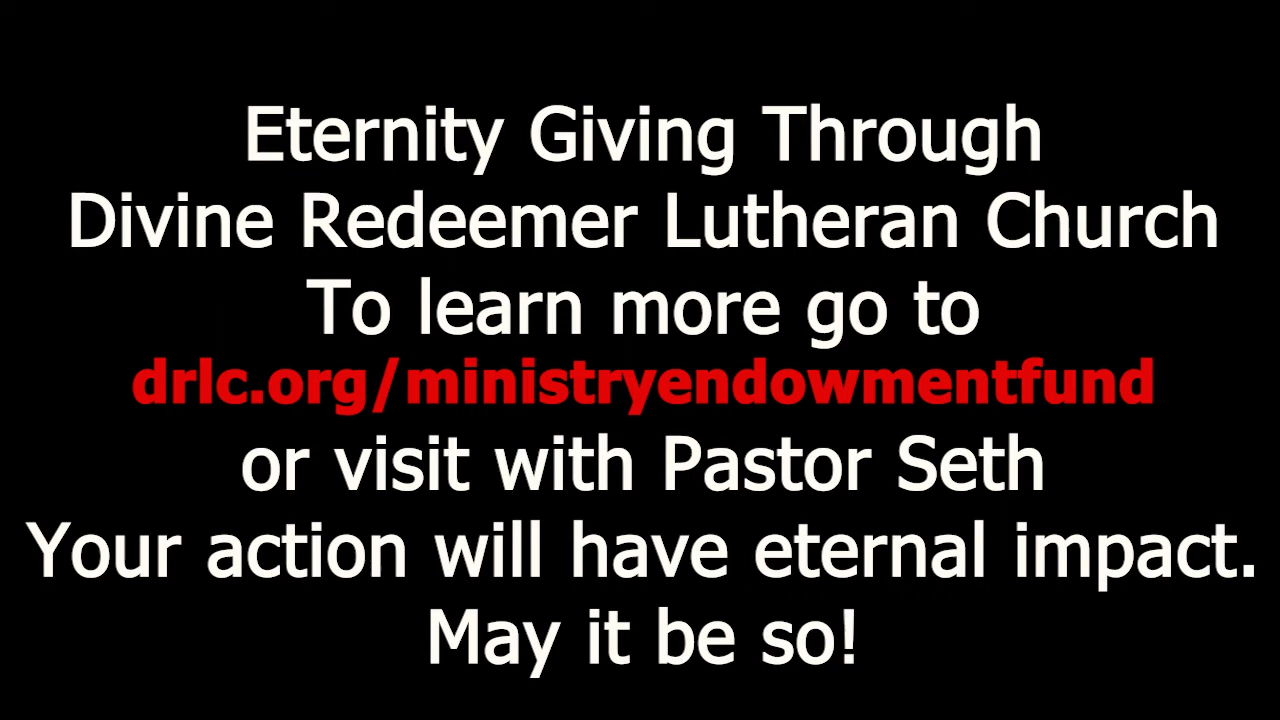 Eternity Giving Through
Divine Redeemer Lutheran Church
To learn more go to
drlc.org/ministryendowmentfund
or visit with Pastor Seth
Your action will have eternal impact.
May it be so!